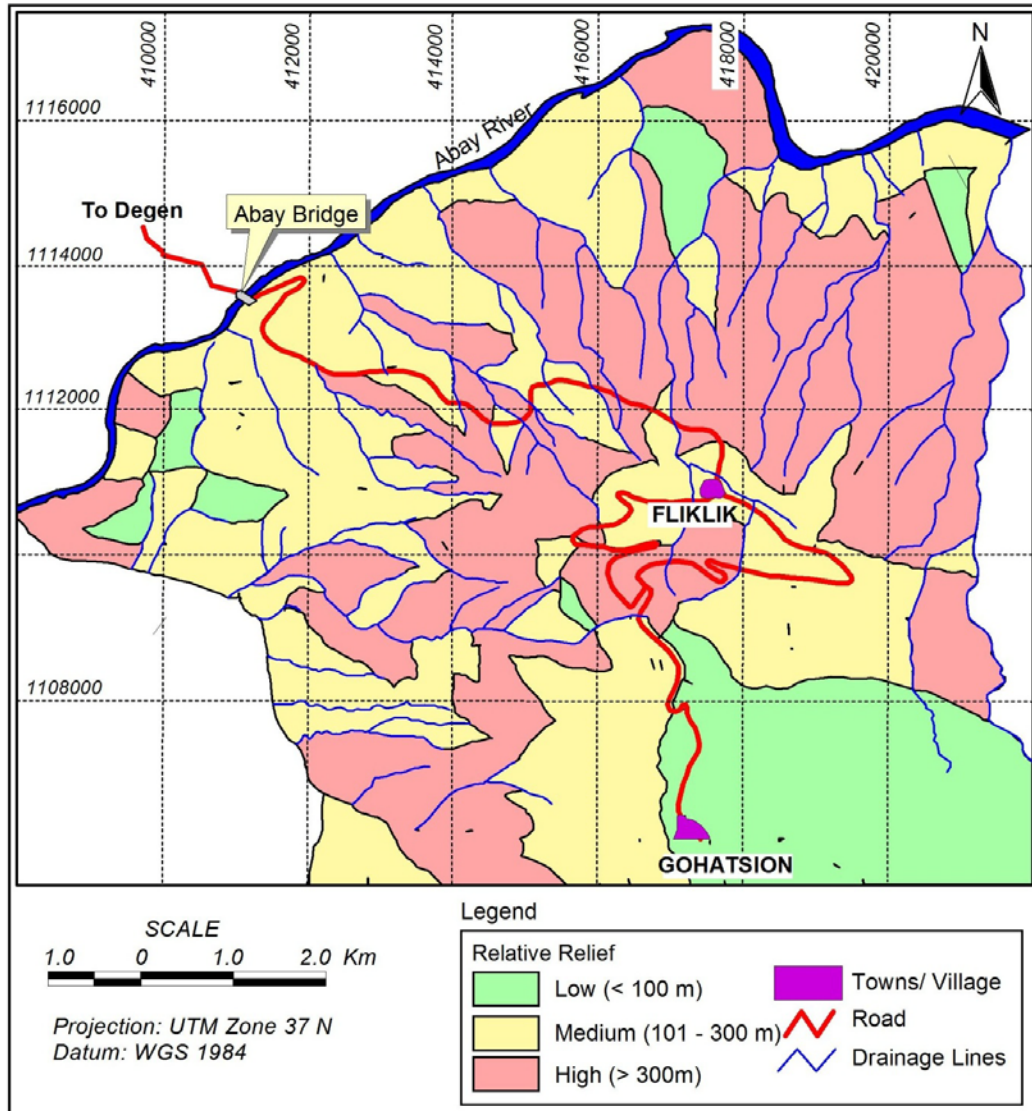 410000
412000
414000
416000
418000
420000
N
1116000
Abay River
To Degen
Abay Bridge
1114000
1112000
FLIKLIK
1108000
GOHATSION
SCALE
1.0 0 1.0 2.0 Km
Projection: UTM Zone 37 N
Datum: WGS 1984
Legend
Relative Relief
Low (< 100 m)
Medium (101 - 300 m)
High (> 300m)
Towns/ Village
Road
Drainage Lines